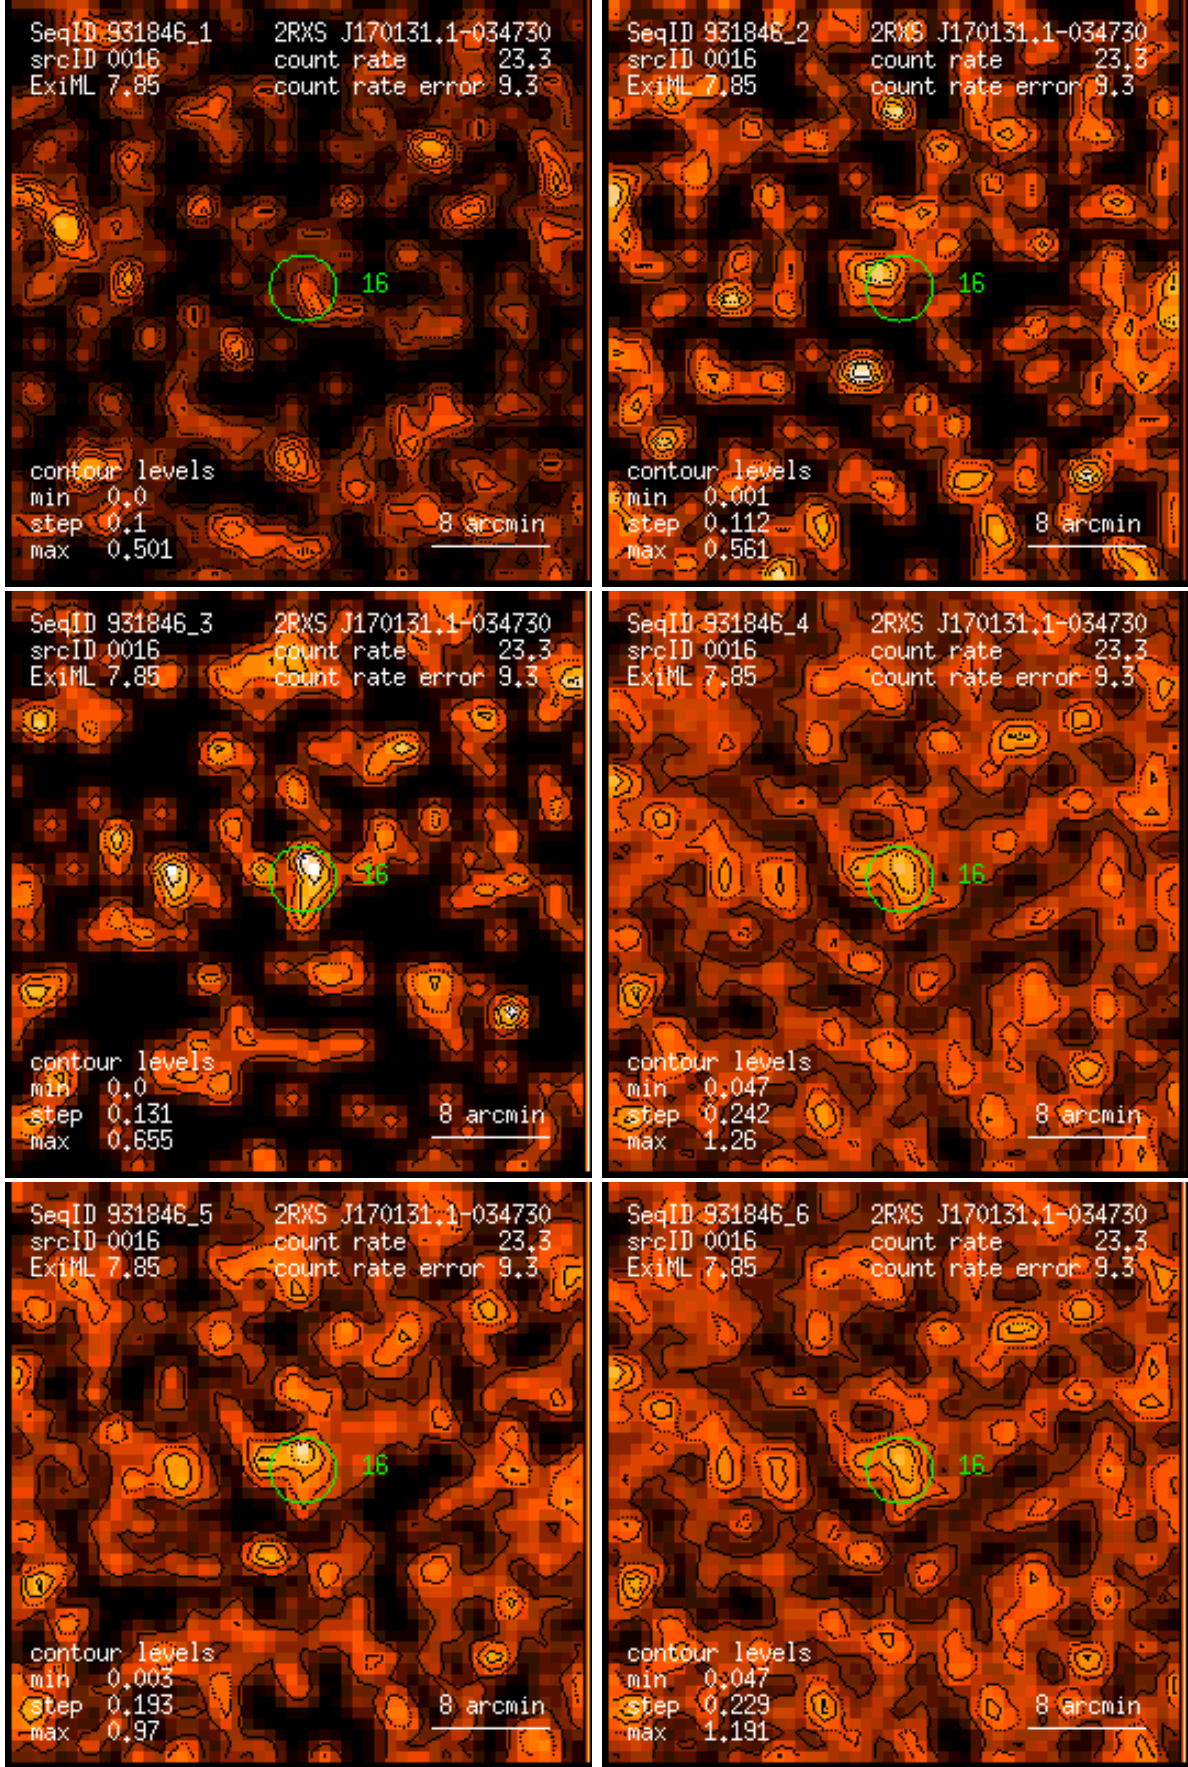 SeqID 931846_1 2RXS J170131.1-034730
srcID 0016 count rate 23.3
ExiML 7.85 count rate error 9.3
16
contour levels
min 0.0
step 0.1 8 arcmin
max 0.501
SeqID 931846_2 2RXS J170131.1-034730
srcID 0016 count rate 23.3
ExiML 7.85 count rate error 9.3
16
contour levels
min 0.001
step 0.112 8 arcmin
max 0.561
SeqID 931846_3 2RXS J170131.1-034730
srcID 0016 count rate 23.3
ExiML 7.85 count rate error 9.3
16
contour levels
min 0.0
step 0.131 8 arcmin
max 0.655
SeqID 931846_4 2RXS J170131.1-034730
srcID 0016 count rate 23.3
ExiML 7.85 count rate error 9.3
16
contour levels
min 0.047
step 0.242 8 arcmin
max 1.26
SeqID 931846_5 2RXS J170131.1-034730
srcID 0016 count rate 23.3
ExiML 7.85 count rate error 9.3
16
contour levels
min 0.003
step 0.193 8 arcmin
max 0.97
SeqID 931846_6 2RXS J170131.1-034730
srcID 0016 count rate 23.3
ExiML 7.85 count rate error 9.3
16
contour levels
min 0.047
step 0.229 8 arcmin
max 1.191